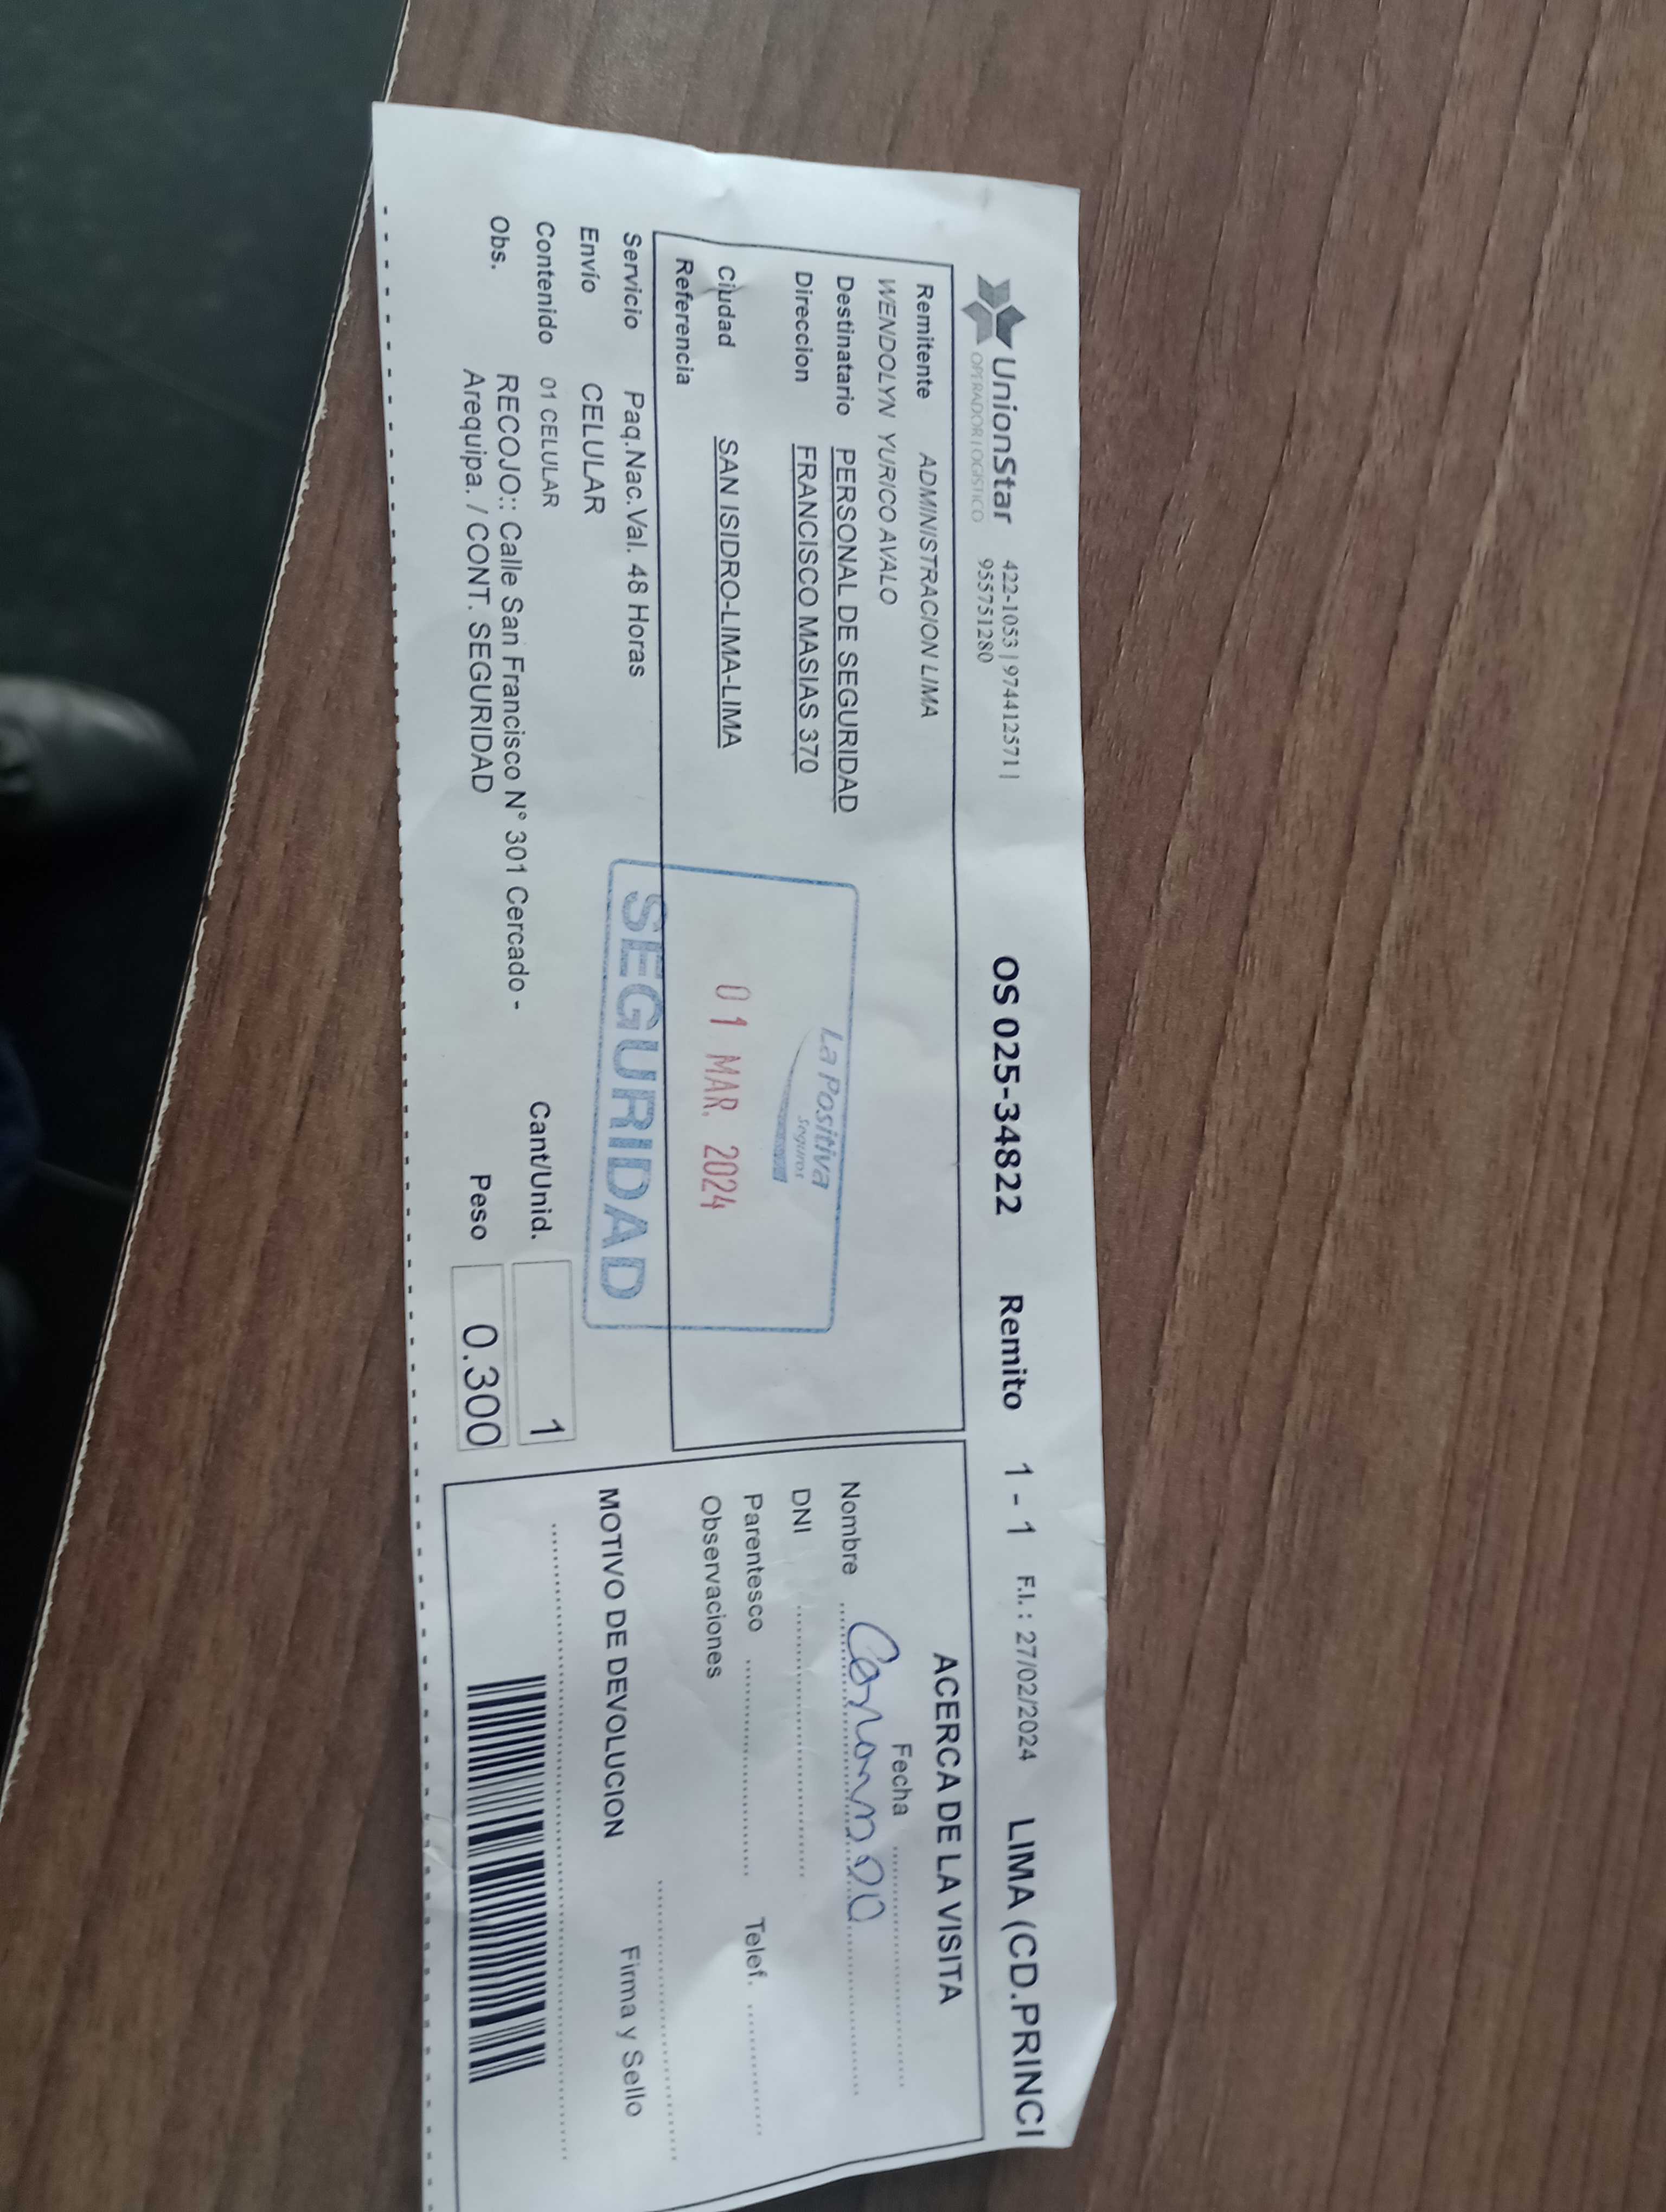 UnionStar
OPERADOR LOGISTICO
422-1053 | 974412571 |
955751280
OS 025-34822 Remito 1 - 1 F.I. : 27/02/2024 LIMA (CD.PRINCI
Remitente ADMINISTRACION LIMA
WENDOLYN YURICO AVALO
Destinatario PERSONAL DE SEGURIDAD
Direccion FRANCISCO MASIAS 370
Ciudad SAN ISIDRO-LIMA-LIMA
Referencia
La Positiva
Seguros
01 MAR. 2024
SEGURIDAD
Servicio Paq.Nac.Val. 48 Horas
Envio CELULAR
Contenido 01 CELULAR
Obs. RECOJO:: Calle San Francisco N° 301 Cercado -
Arequipa. / CONT. SEGURIDAD
Cant/Unid. 1
Peso 0.300
ACERCA DE LA VISITA
Fecha
Nombre
DNI
Parentesco Telef.
Observaciones
MOTIVO DE DEVOLUCION Firma y Sello